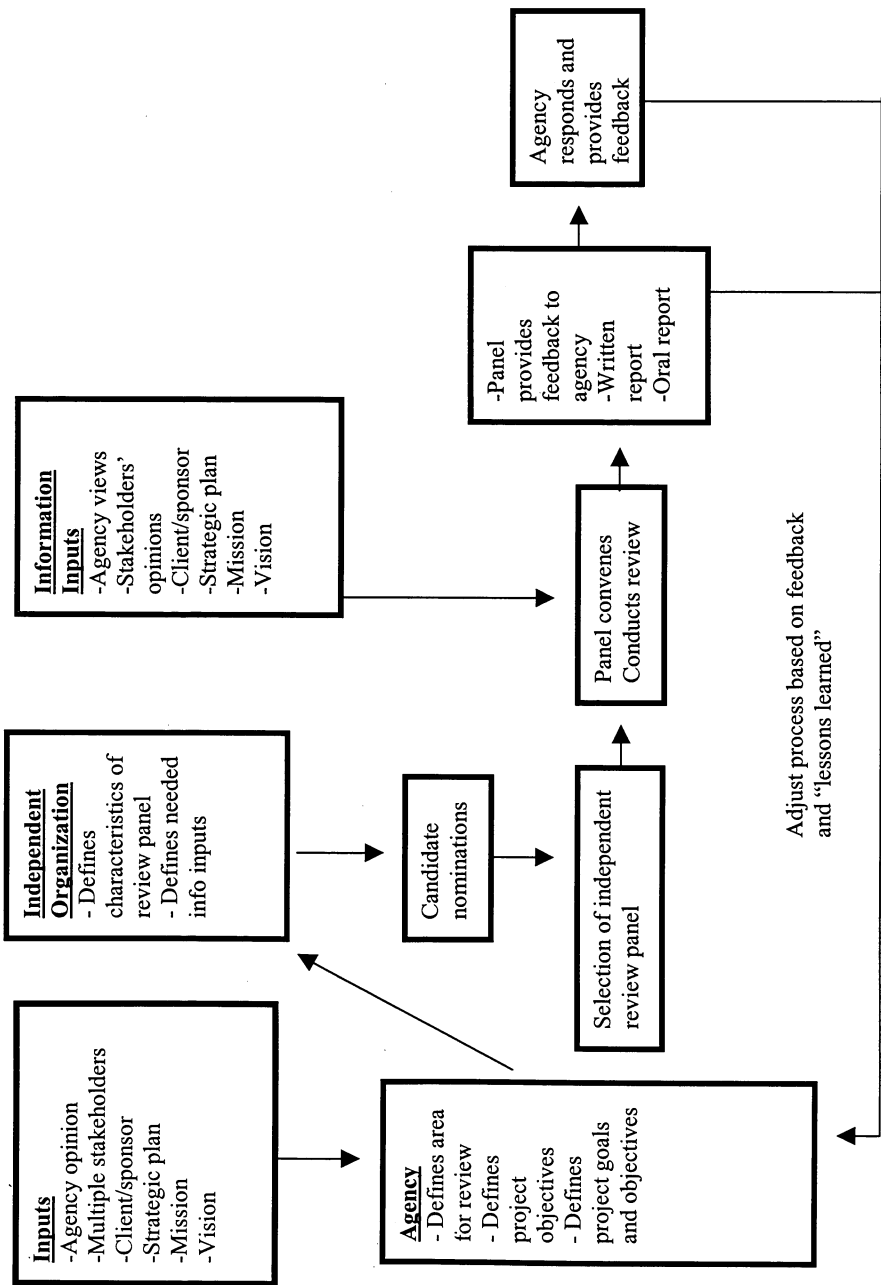 Inputs
-Agency opinion
-Multiple stakeholders
-Client/sponsor
-Strategic plan
-Mission
-Vision
Agency
- Defines area
for review
- Defines
project
objectives
- Defines
project goals
and objectives
Independent
Organization
- Defines
characteristics of
review panel
- Defines needed
info inputs
Candidate
nominations
Selection of independent
review panel
Information
Inputs
-Agency views
-Stakeholders’
opinions
-Client/sponsor
-Strategic plan
-Mission
-Vision
Panel convenes
Conducts review
-Panel
provides
feedback to
agency
-Written
report
-Oral report
Agency
responds and
provides
feedback
Adjust process based on feedback
and “lessons learned”